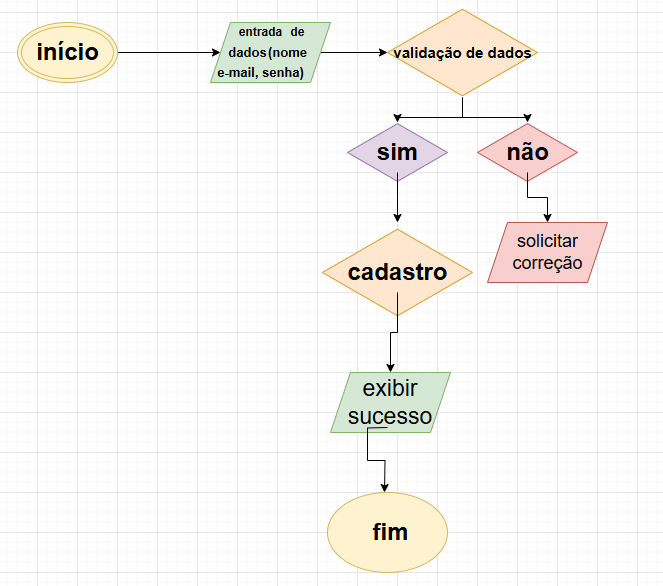 início
entrada de
dados(nome
e-mail, senha)
validação de dados
sim
não
solicitar
correção
cadastro
exibir
sucesso
fim